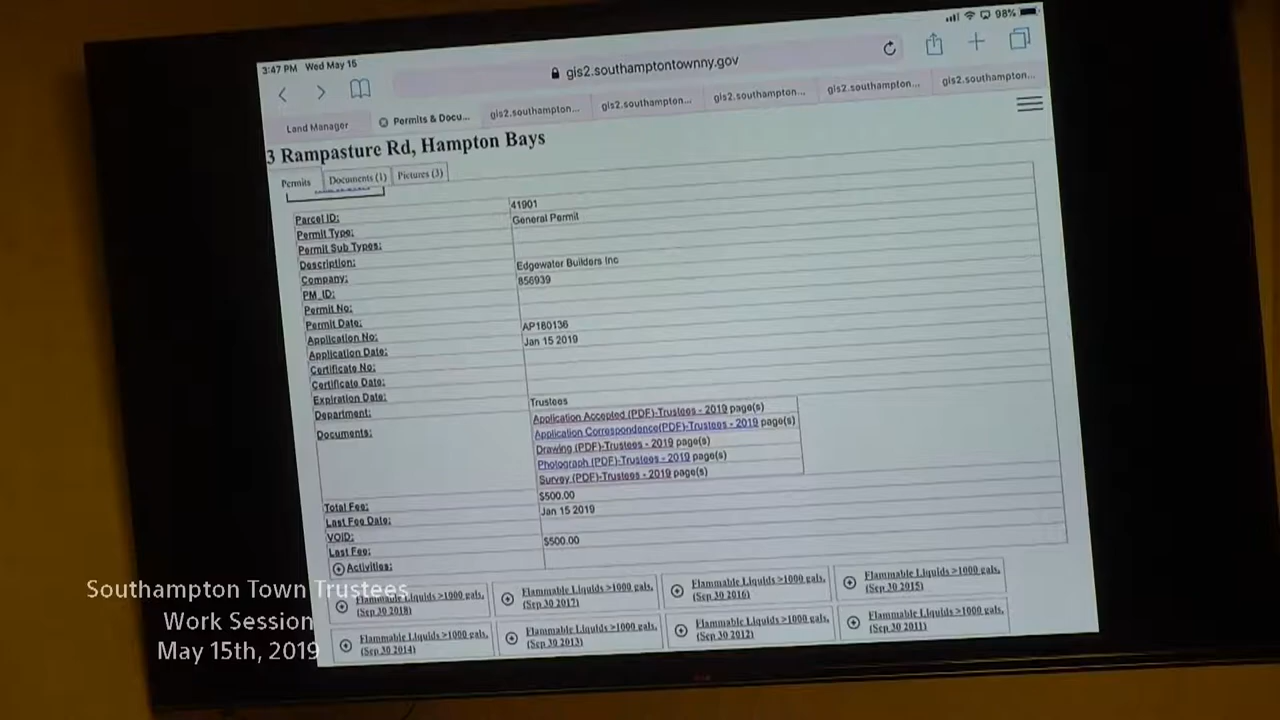 3:47 PM Wed May 15
98%
gis2.southamptontownny.gov
Land Manager
Permits & Docu...
gis2.southampton...
gis2.southampton...
gis2.southampton...
gis2.southampton...
gis2.southampton...
3 Rampasture Rd, Hampton Bays
Permits
Documents (1)
Pictures (3)
Parcel ID:
41901
Permit Type:
General Permit
Permit Sub Types:
Description:
Company:
Edgewater Builders Inc
PM_ID:
856939
Permit No:
Permit Date:
Application No:
AP180136
Application Date:
Jan 15 2019
Certificate No:
Certificate Date:
Expiration Date:
Department:
Trustees
Documents:
Application Accepted (PDF)-Trustees - 2019 page(s)
Application Correspondence(PDF)-Trustees - 2019 page(s)
Drawing (PDF)-Trustees - 2019 page(s)
Photograph (PDF)-Trustees - 2019 page(s)
Survey (PDF)-Trustees - 2019 page(s)
Total Fee:
$500.00
Last Fee Date:
Jan 15 2019
VOID:
Last Fee:
$500.00
Activities:
Flammable Liquids >1000 gals,
(Sep 30 2018)
Flammable Liquids >1000 gals,
(Sep 30 2017)
Flammable Liquids >1000 gals,
(Sep 30 2016)
Flammable Liquids >1000 gals,
(Sep 30 2015)
Flammable Liquids >1000 gals,
(Sep 30 2014)
Flammable Liquids >1000 gals,
(Sep 30 2013)
Flammable Liquids >1000 gals,
(Sep 30 2012)
Flammable Liquids >1000 gals,
(Sep 30 2011)
Southampton Town Trustees
Work Session
May 15th, 2019